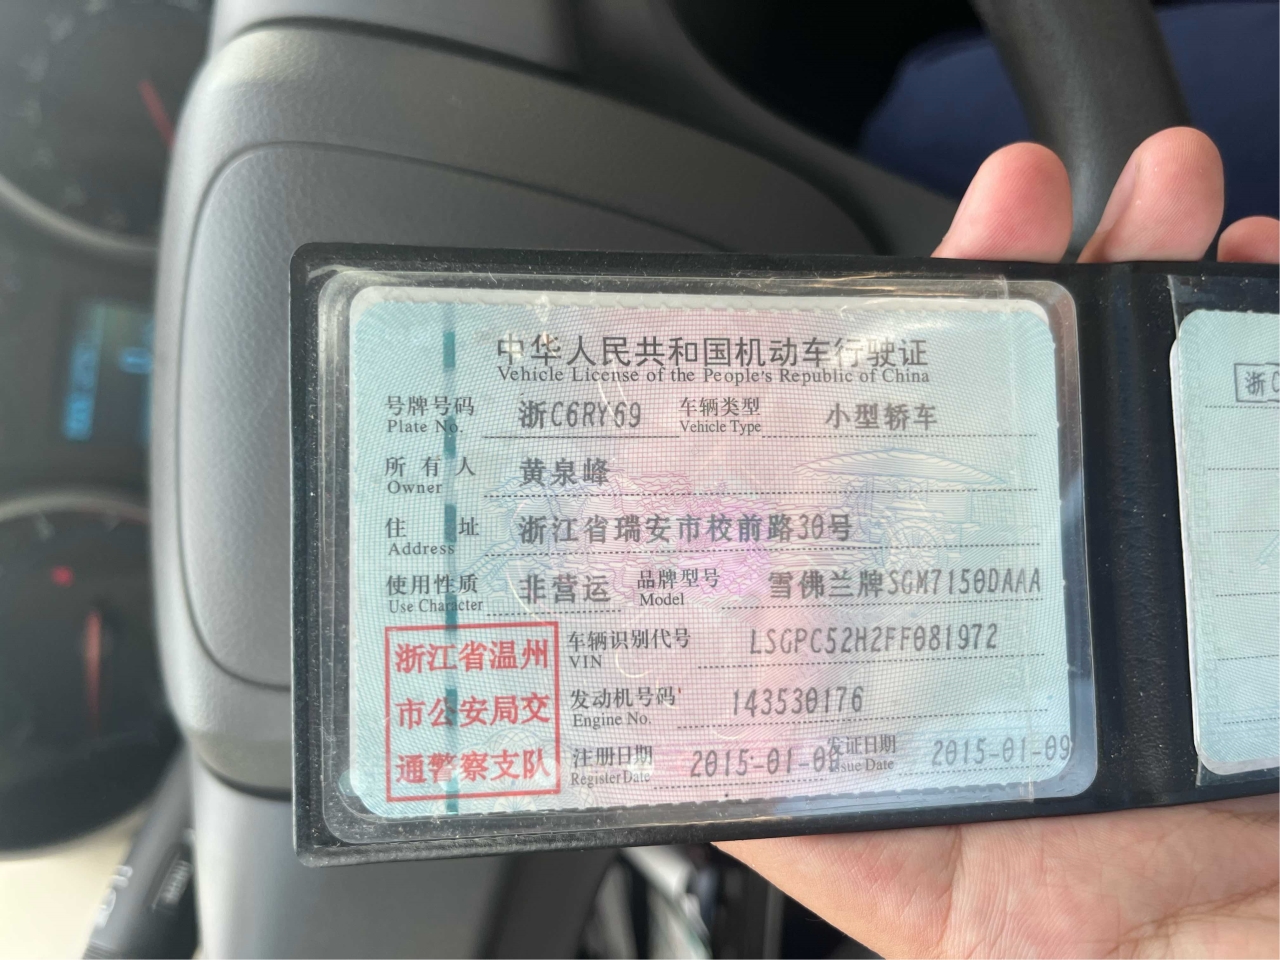 中华人民共和国机动车行驶证
Vehicle License of the People's Republic of China
号牌号码 浙C6RY69 车辆类型 小型轿车
Plate No. Vehicle Type
所有人 黄泉峰
Owner
住址 浙江省瑞安市校前路30号
Address
使用性质 非营运 品牌型号 雪佛兰牌SGM7150DAAA
Use Character Model
浙江省温州
市公安局交
通警察支队
车辆识别代号 LSGPC52H2FF081972
VIN
发动机号码 143530176
Engine No.
注册日期 2015-01-09 发证日期 2015-01-09
Register Date Issue Date
浙C